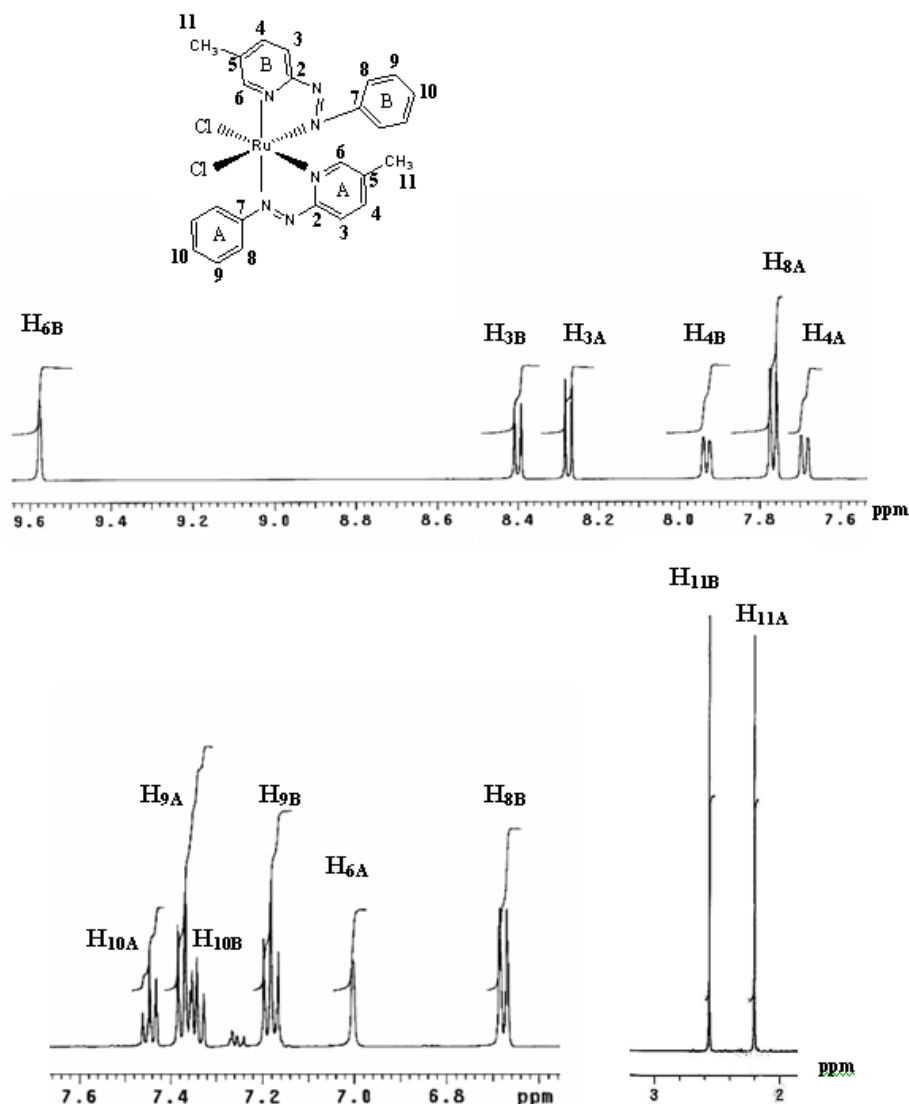 11
4
3
CH₃
5
B
2
N
8
9
6
N
N
7
B
10
Cl
N
Ru
Cl
N
6
CH₃
5
11
A
7
N
N
2
4
3
A
10
8
9
H₆B
H₃B
H₃A
H₄B
H₈A
H₄A
9.6 9.4 9.2 9.0 8.8 8.6 8.4 8.2 8.0 7.8 7.6 ppm
H₁₁B
H₁₁A
H₉A
H₉B
H₈B
H₆A
H₁₀A
H₁₀B
7.6 7.4 7.2 7.0 6.8 ppm
3 2 ppm